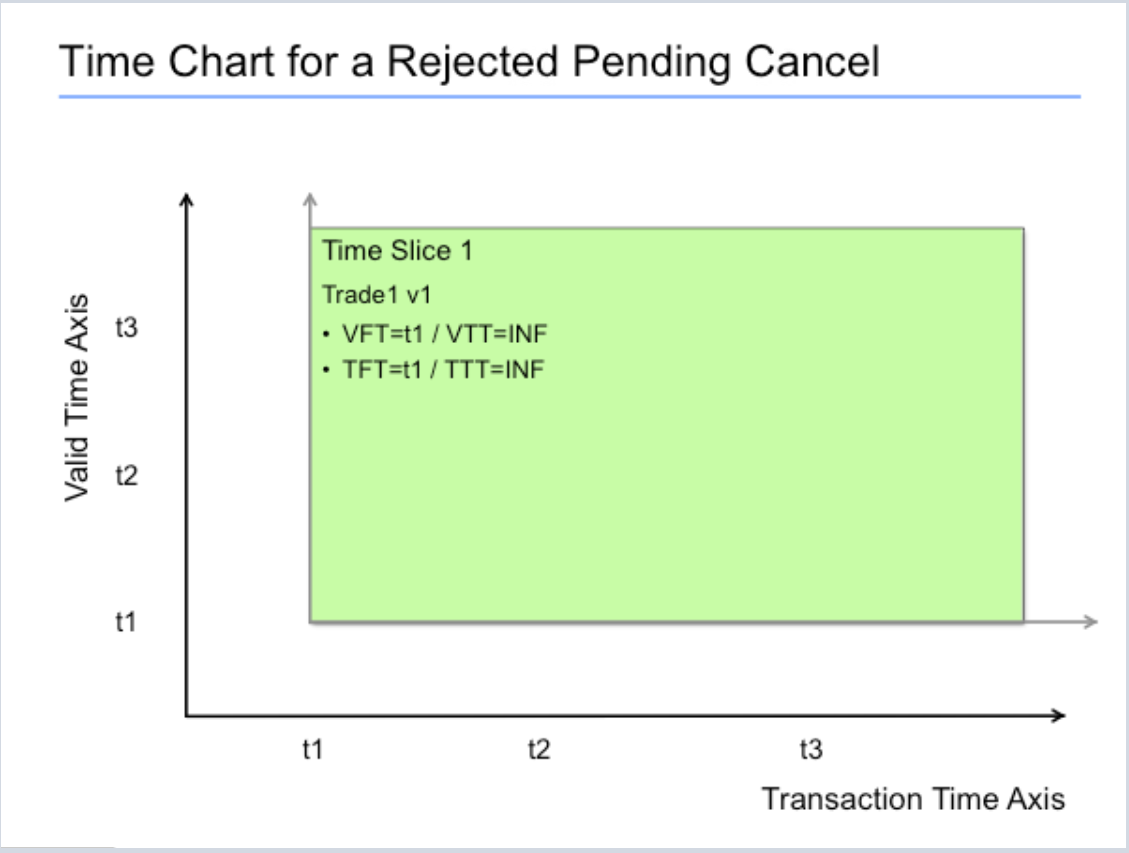 Time Chart for a Rejected Pending Cancel
Time Slice 1
Trade1 v1
• VFT=t1 / VTT=INF
• TFT=t1 / TTT=INF
Valid Time Axis
t3
t2
t1
t1 t2 t3
Transaction Time Axis